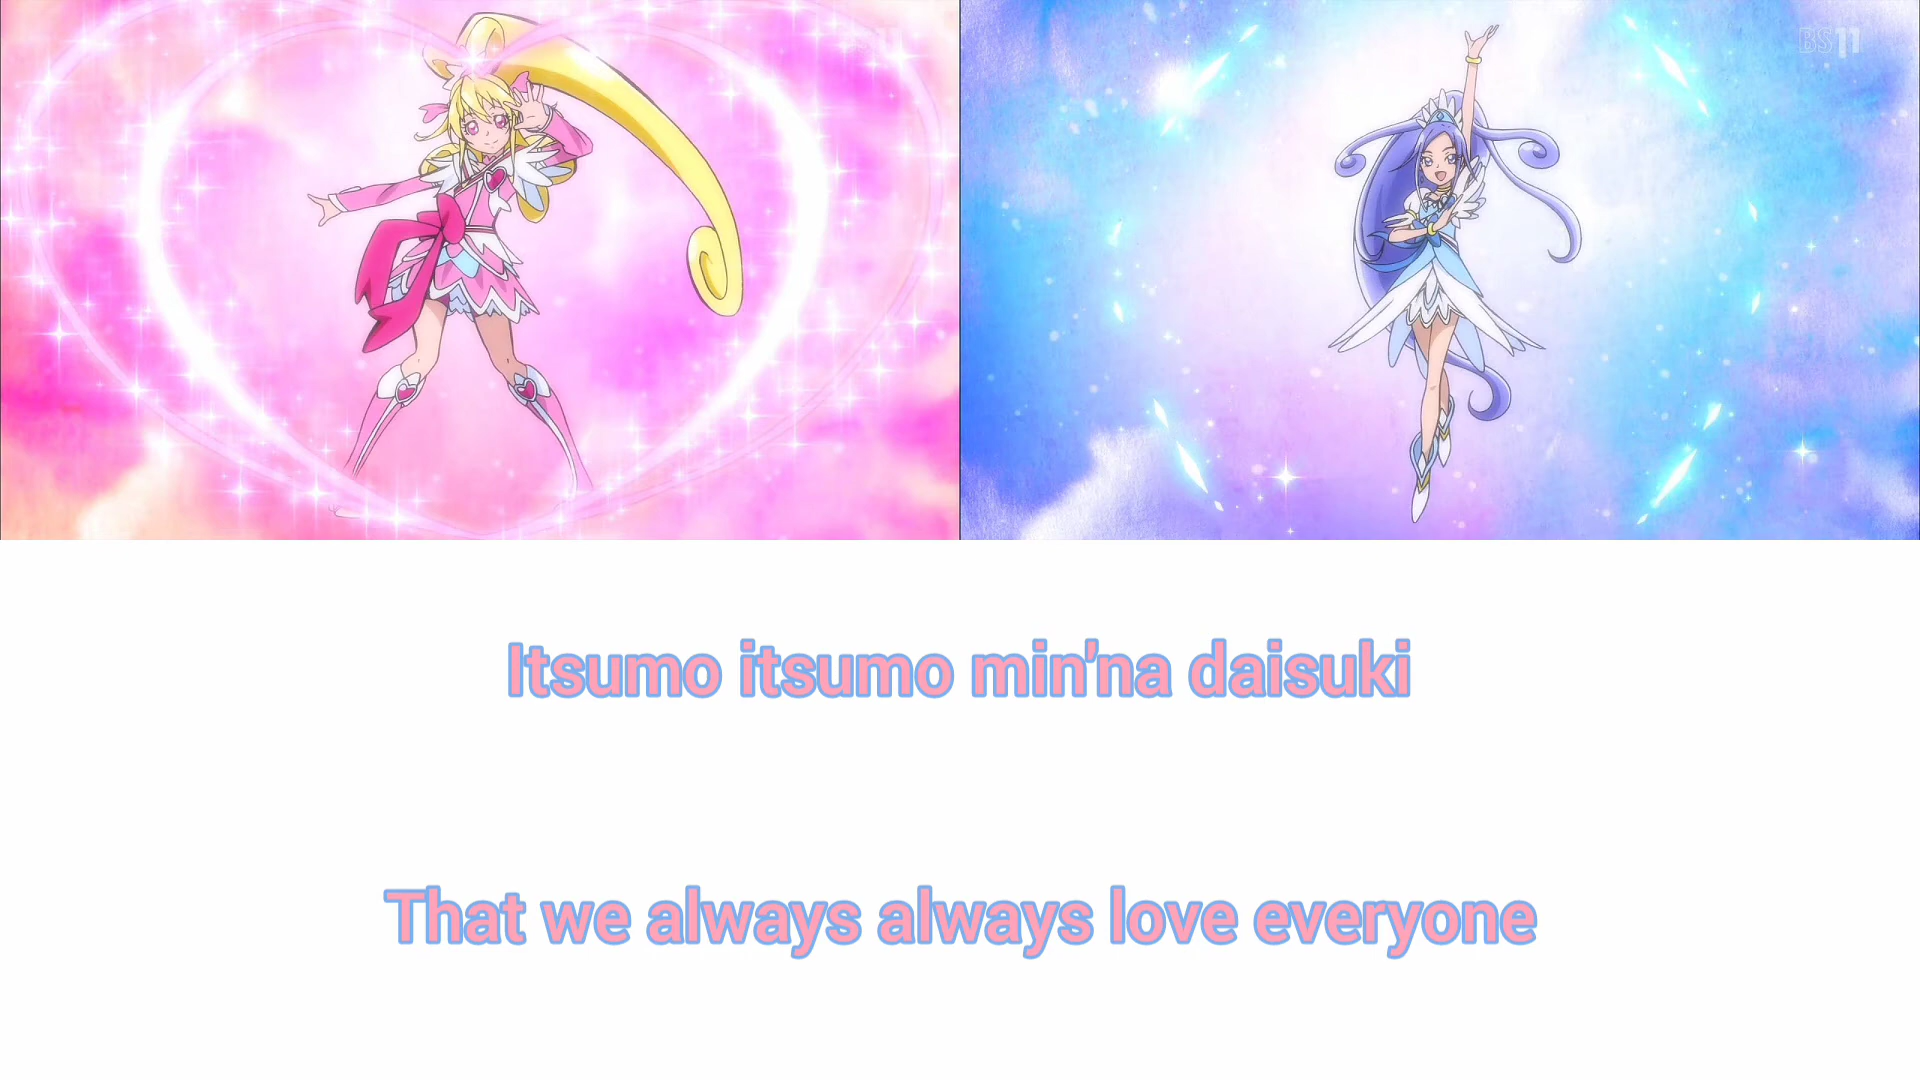 BS11
Itsumo itsumo min'na daisuki
That we always always love everyone